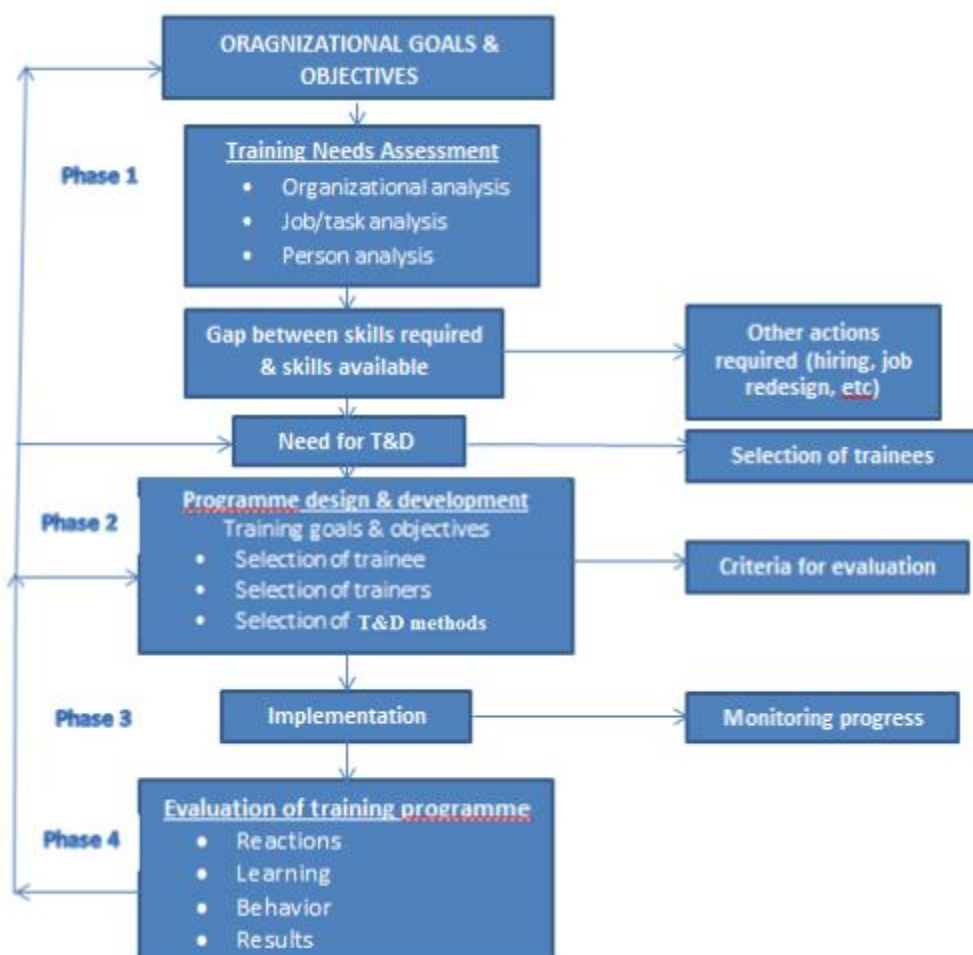 ORAGNIZATIONAL GOALS &
OBJECTIVES
Training Needs Assessment
• Organizational analysis
• Job/task analysis
• Person analysis
Phase 1
Gap between skills required
& skills available
Other actions
required (hiring, job
redesign, etc)
Need for T&D
Selection of trainees
Phase 2
Programme design & development
Training goals & objectives
• Selection of trainee
• Selection of trainers
• Selection of T&D methods
Criteria for evaluation
Phase 3
Implementation
Monitoring progress
Phase 4
Evaluation of training programme
• Reactions
• Learning
• Behavior
• Results